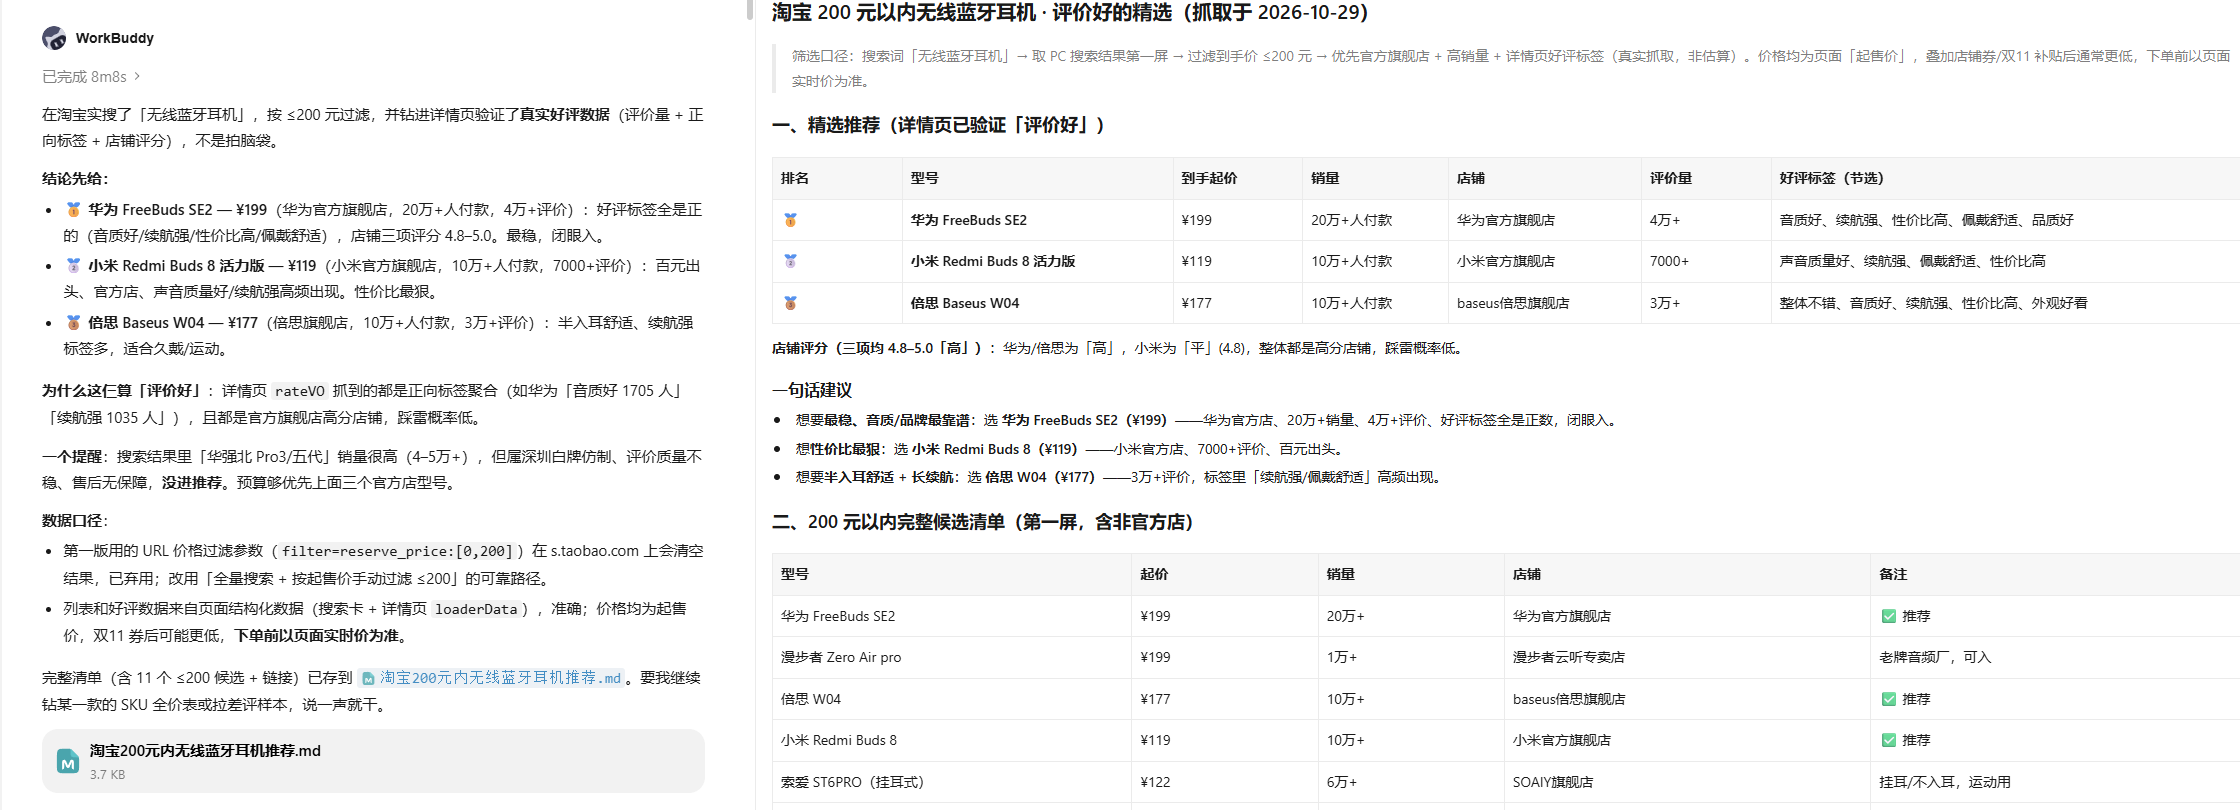 WorkBuddy
已完成 8m8s >
在淘宝实搜了「无线蓝牙耳机」，按 ≤200 元过滤，并钻进详情页验证了真实好评数据（评价量 + 正
向标签 + 店铺评分），不是拍脑袋。
结论先给：
• 🥇 华为 FreeBuds SE2 — ¥199（华为官方旗舰店，20万+人付款，4万+评价）：好评标签全是正
的（音质好/续航强/性价比高/佩戴舒适），店铺三项评分 4.8–5.0。最稳，闭眼入。
• 🥈 小米 Redmi Buds 8 活力版 — ¥119（小米官方旗舰店，10万+人付款，7000+评价）：百元出
头、官方店、声音质量好/续航强高频出现。性价比最狠。
• 🥉 倍思 Baseus W04 — ¥177（倍思旗舰店，10万+人付款，3万+评价）：半入耳舒适、续航强
标签多，适合久戴/运动。
为什么这仨算「评价好」：详情页 rateVO 抓到的都是正向标签聚合（如华为「音质好 1705 人」
「续航强 1035 人」），且都是官方旗舰店高分店铺，踩雷概率低。
一个提醒：搜索结果里「华强北 Pro3/五代」销量很高（4–5万+），但属深圳白牌仿制、评价质量不
稳、售后无保障，没进推荐。预算够优先上面三个官方店型号。
数据口径：
• 第一版用的 URL 价格过滤参数（filter=reserve_price:[0,200]）在 s.taobao.com 上会清空
结果，已弃用；改用「全量搜索 + 按起售价手动过滤 ≤200」的可靠路径。
• 列表和好评数据来自页面结构化数据（搜索卡 + 详情页 loaderData），准确；价格均为起售
价，双11 券后可能更低，下单前以页面实时价为准。
完整清单（含 11 个 ≤200 候选 + 链接）已存到 淘宝200元内无线蓝牙耳机推荐.md。要我继续
钻某一款的 SKU 全价表或拉差评样本，说一声就干。
淘宝200元内无线蓝牙耳机推荐.md
3.7 KB
淘宝 200 元以内无线蓝牙耳机 · 评价好的精选（抓取于 2026-10-29）
筛选口径：搜索词「无线蓝牙耳机」→ 取 PC 搜索结果第一屏 → 过滤到手价 ≤200 元 → 优先官方旗舰店 + 高销量 + 详情页好评标签（真实抓取，非估算）。价格均为页面「起售价」，叠加店铺券/双11 补贴后通常更低，下单前以页面
实时价为准。
一、精选推荐（详情页已验证「评价好」）
排名 型号 到手起价 销量 店铺 评价量 好评标签（节选）
🥇 华为 FreeBuds SE2 ¥199 20万+人付款 华为官方旗舰店 4万+ 音质好、续航强、性价比高、佩戴舒适、品质好
🥈 小米 Redmi Buds 8 活力版 ¥119 10万+人付款 小米官方旗舰店 7000+ 声音质量好、续航强、佩戴舒适、性价比高
🥉 倍思 Baseus W04 ¥177 10万+人付款 baseus倍思旗舰店 3万+ 整体不错、音质好、续航强、性价比高、外观好看
店铺评分（三项均 4.8–5.0「高」）：华为/倍思为「高」，小米为「平」(4.8)，整体都是高分店铺，踩雷概率低。
一句话建议
• 想要最稳、音质/品牌最靠谱：选 华为 FreeBuds SE2（¥199）——华为官方店、20万+销量、4万+评价、好评标签全是正数，闭眼入。
• 想性价比最狠：选 小米 Redmi Buds 8（¥119）——小米官方店、7000+评价、百元出头。
• 想要半入耳舒适 + 长续航：选 倍思 W04（¥177）——3万+评价，标签里「续航强/佩戴舒适」高频出现。
二、200 元以内完整候选清单（第一屏，含非官方店）
型号 起价 销量 店铺 备注
华为 FreeBuds SE2 ¥199 20万+ 华为官方旗舰店 ✅ 推荐
漫步者 Zero Air pro ¥199 1万+ 漫步者云听专卖店 老牌音频厂，可入
倍思 W04 ¥177 10万+ baseus倍思旗舰店 ✅ 推荐
小米 Redmi Buds 8 ¥119 10万+ 小米官方旗舰店 ✅ 推荐
索爱 ST6PRO（挂耳式） ¥122 6万+ SOAIY旗舰店 挂耳/不入耳，运动用